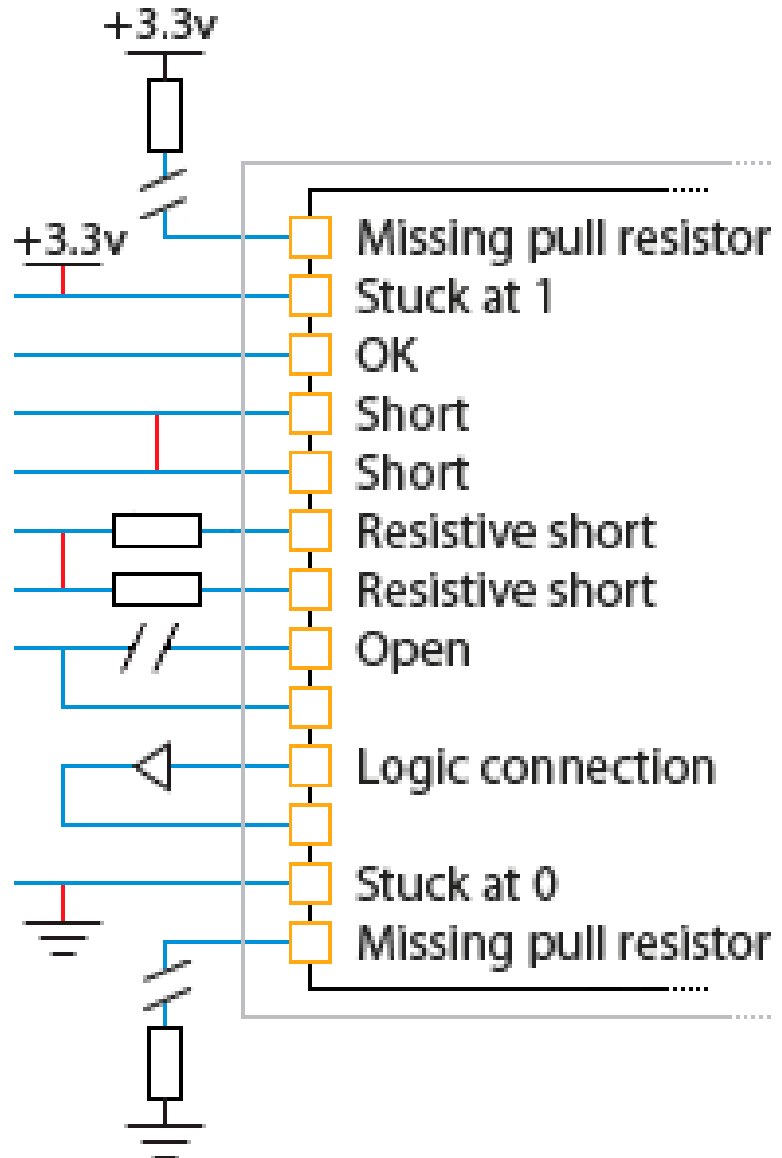 +3.3v
+3.3v
Missing pull resistor
Stuck at 1
OK
Short
Short
Resistive short
Resistive short
Open
Logic connection
Stuck at 0
Missing pull resistor